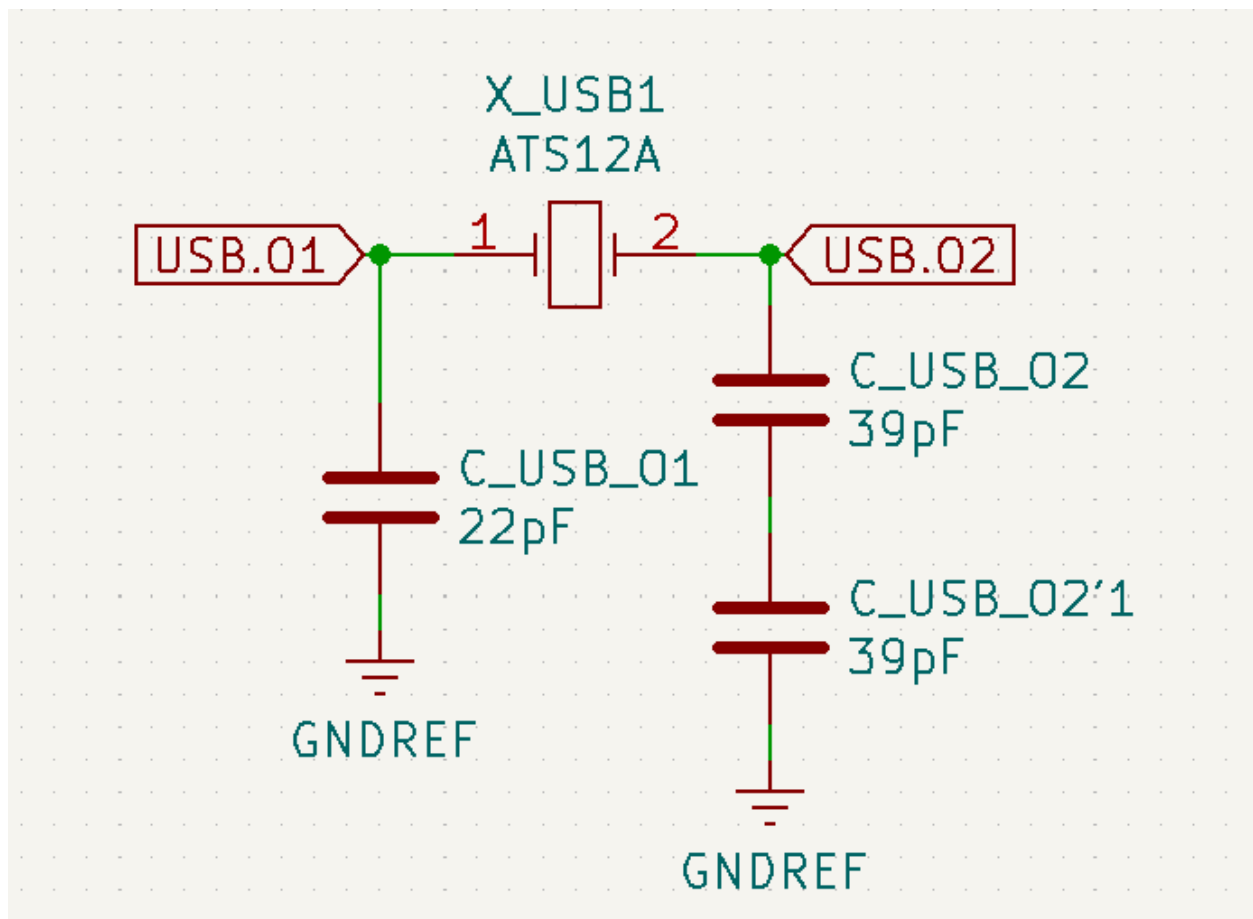 X_USB1
ATS12A
USB.O1
1
2
USB.O2
C_USB_O2
39pF
C_USB_O1
22pF
C_USB_O2'1
39pF
GNDREF
GNDREF